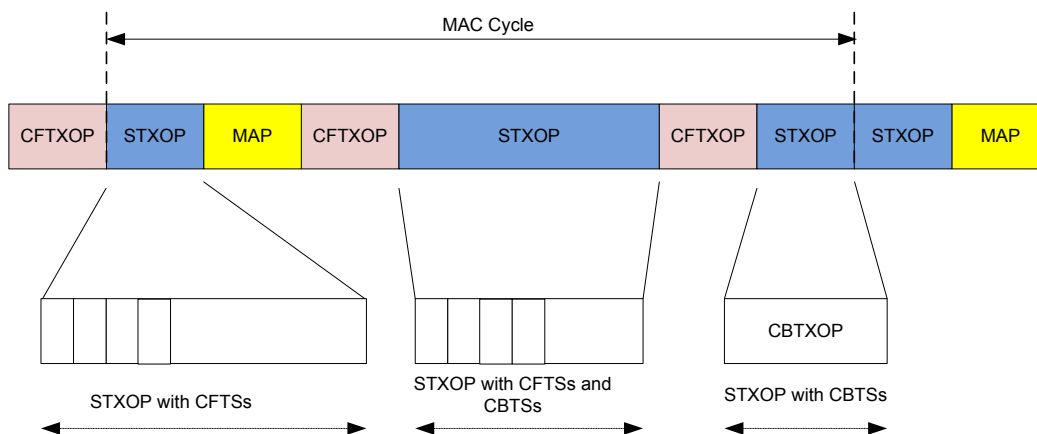 MAC Cycle
CFTXOP
STXOP
MAP
CFTXOP
STXOP
CFTXOP
STXOP
STXOP
MAP
CBTXOP
STXOP with CFTSs
STXOP with CFTSs and
CBTSs
STXOP with CBTSs